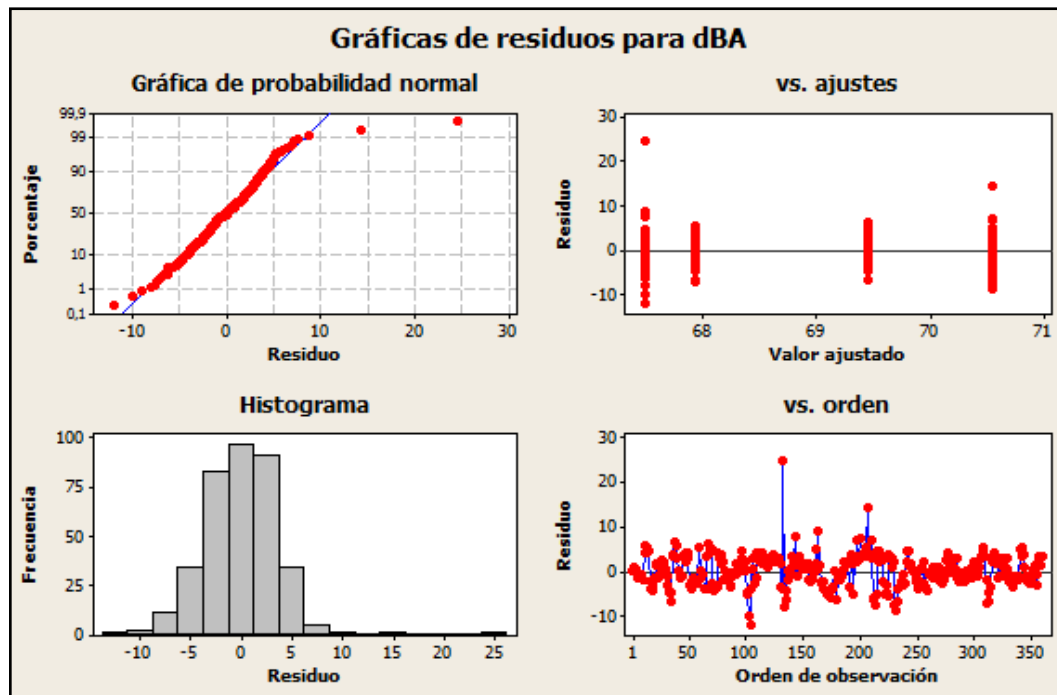 Gráficas de residuos para dBA
Gráfica de probabilidad normal
99,9
99
90
50
10
1
0,1
Porcentaje
-10 0 10 20 30
Residuo
vs. ajustes
30
20
10
0
-10
Residuo
68 69 70 71
Valor ajustado
Histograma
100
75
50
25
0
Frecuencia
-10 -5 0 5 10 15 20 25
Residuo
vs. orden
30
20
10
0
-10
Residuo
1 50 100 150 200 250 300 350
Orden de observación